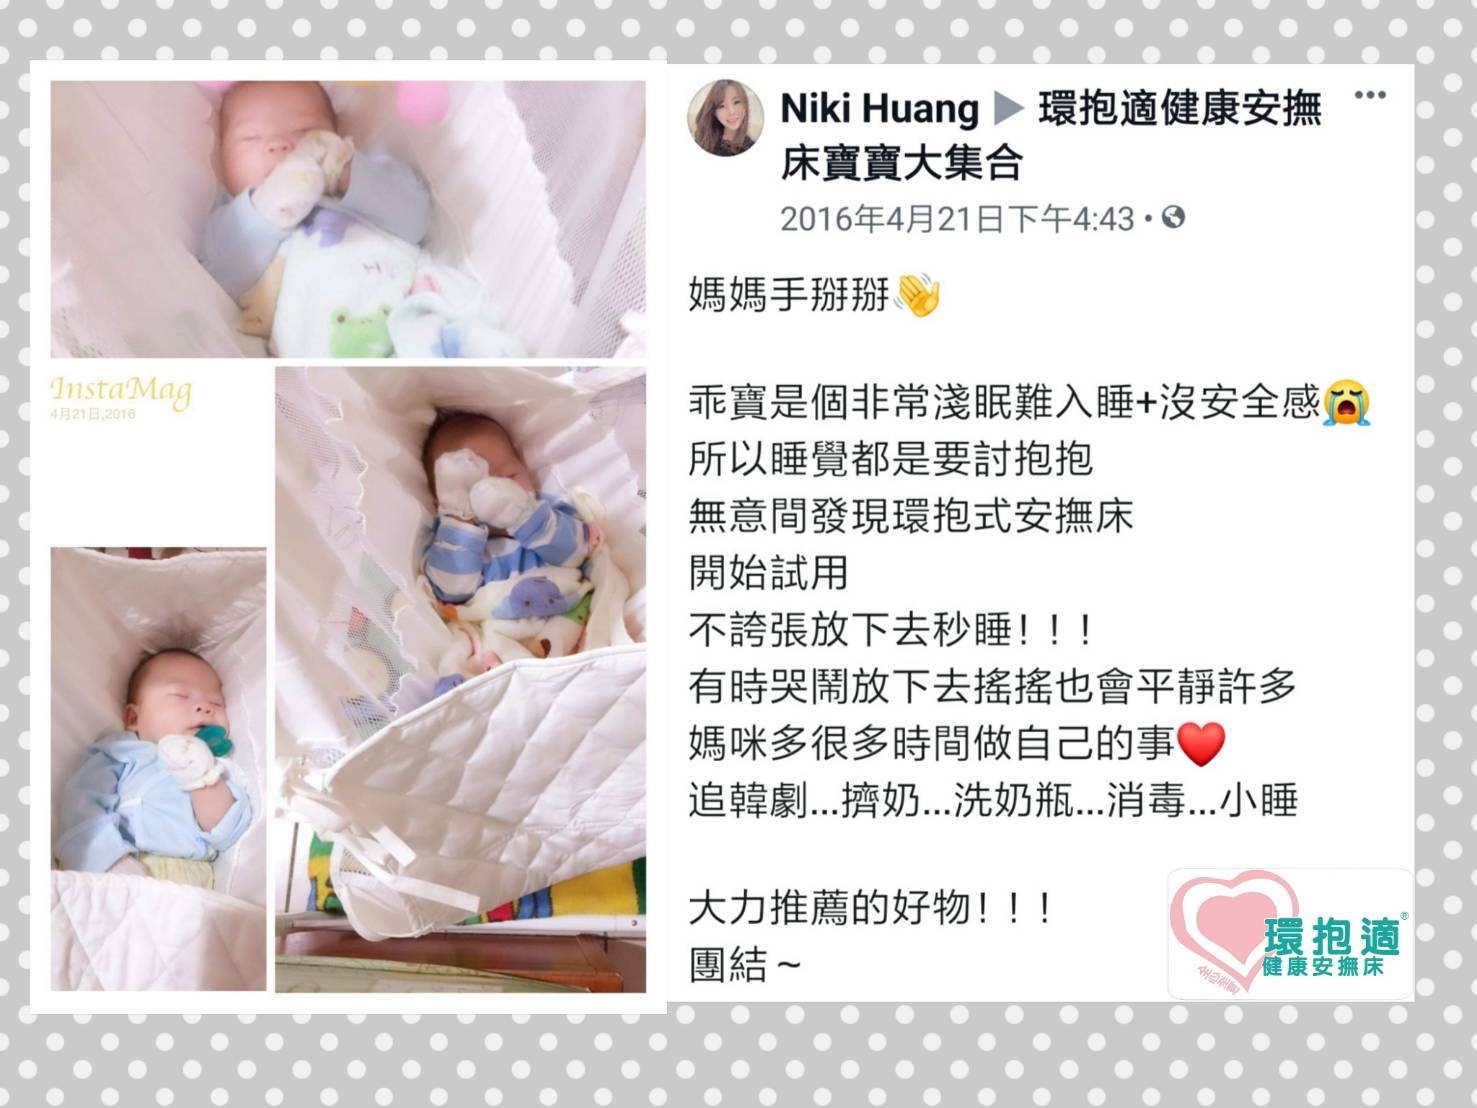 InstaMag
4月21日,2016
Niki Huang ▶ 環抱適健康安撫
床寶寶大集合
2016年4月21日下午4:43 •
媽媽手掰掰👋
乖寶是個非常淺眠難入睡+沒安全感😭
所以睡覺都是要討抱抱
無意間發現環抱式安撫床
開始試用
不誇張放下去秒睡！！！
有時哭鬧放下去搖搖也會平靜許多
媽咪多很多時間做自己的事❤️
追韓劇...擠奶...洗奶瓶...消毒...小睡
大力推薦的好物！！！
團結～
環抱適®
健康安撫床